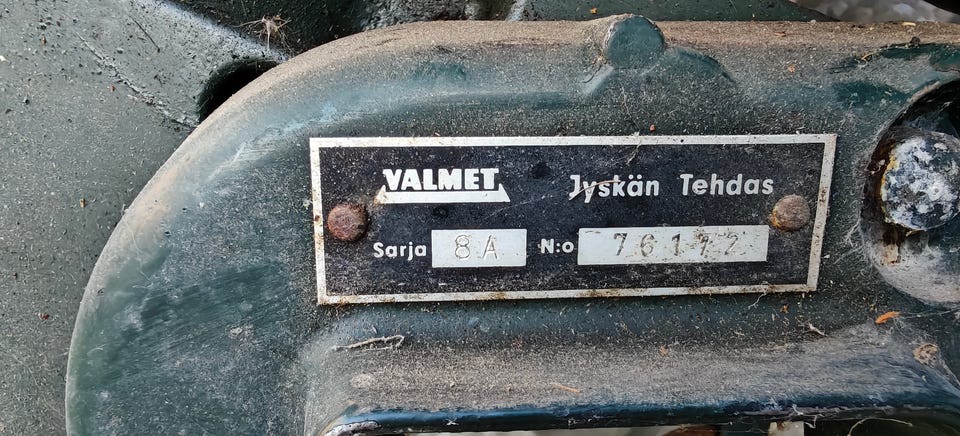 VALMET Jyskän Tehdas
Sarja 8A N:o 76172